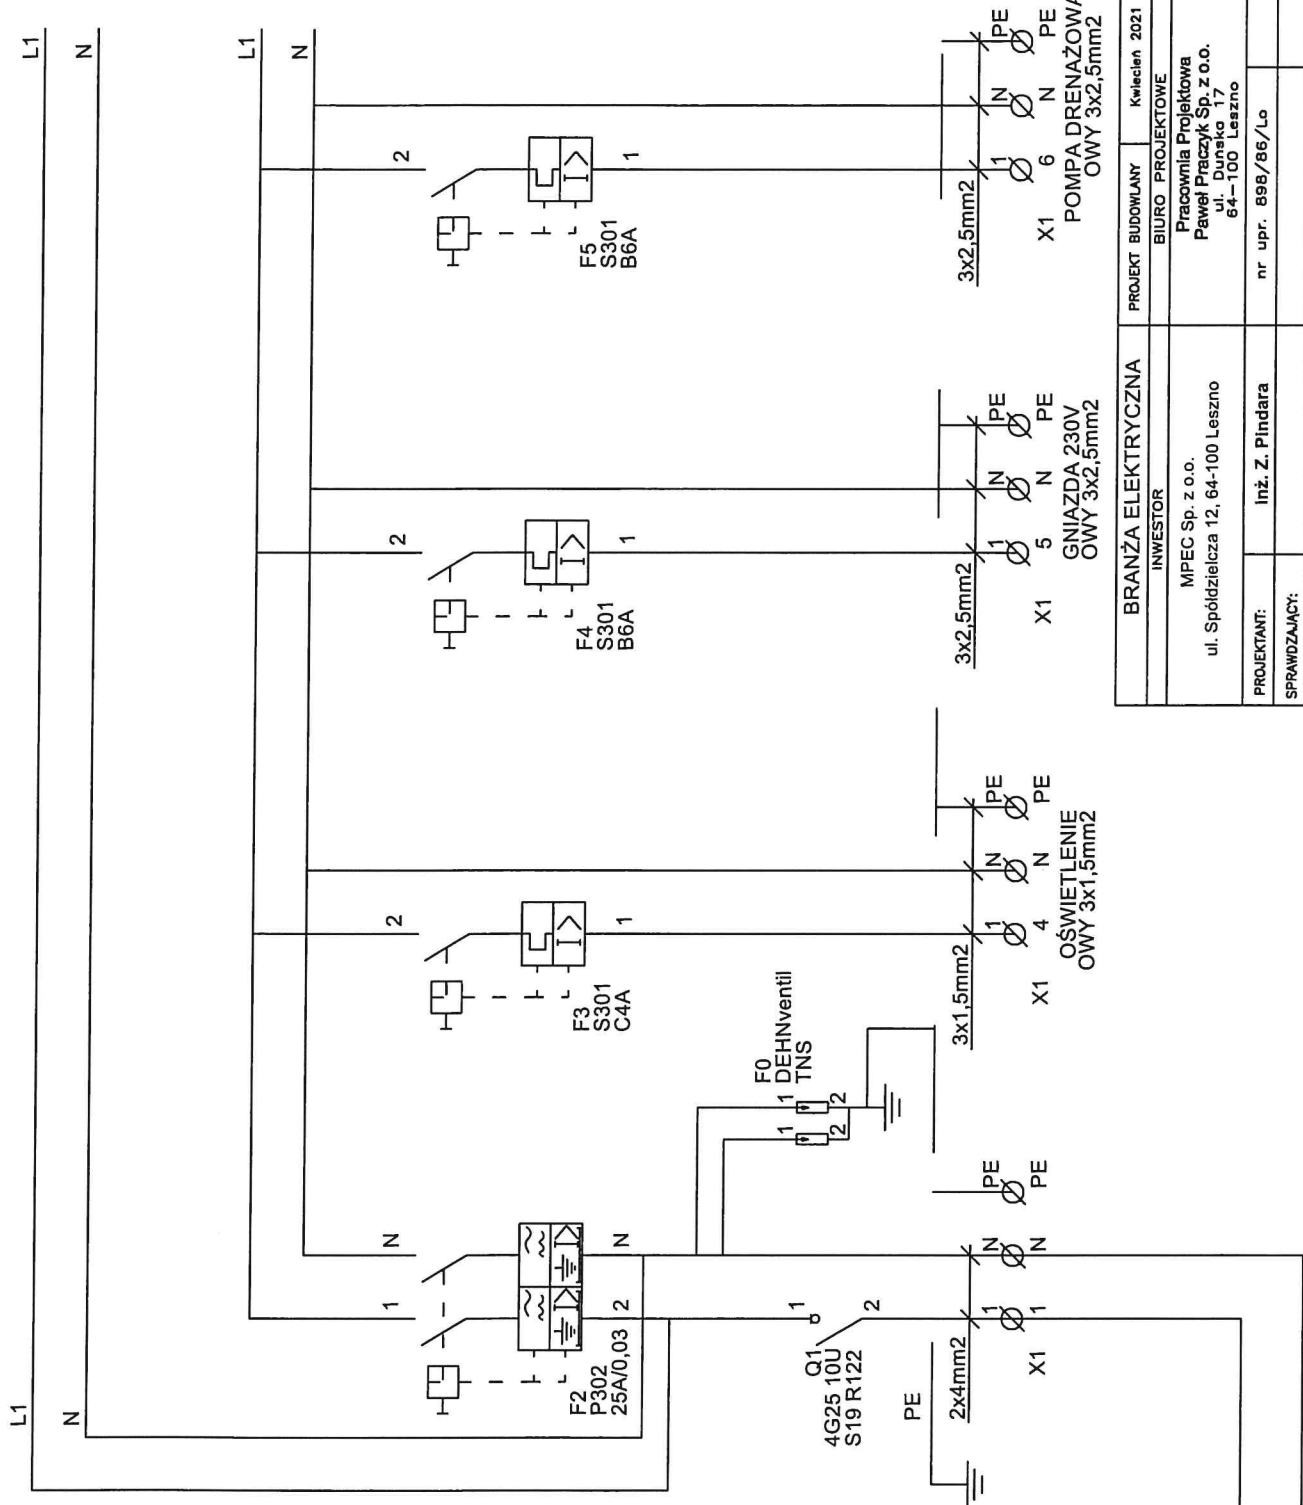 L1
N
L1
N
L1
N
1
N
F2
P302
25A/0,03
2
N
1
Q1
4G25 10U
S19 R122
2
PE
2x4mm2
1
N
PE
X1
1
N
PE
F0
DEHNventil
TNS
1
1
2
2
2
F3
S301
C4A
1
3x1,5mm2
1
N
PE
X1
4
N
PE
OŚWIETLENIE
OWY 3x1,5mm2
2
F4
S301
B6A
1
3x2,5mm2
1
N
PE
X1
5
N
PE
GNIAZDA 230V
OWY 3x2,5mm2
2
F5
S301
B6A
1
3x2,5mm2
1
N
PE
X1
6
N
PE
POMPA DRENAŻOWA
OWY 3x2,5mm2
BRANŻA ELEKTRYCZNA
PROJEKT BUDOWLANY
Kwiecień 2021
INWESTOR
BIURO PROJEKTOWE
MPEC Sp. z o.o.
ul. Spółdzielcza 12, 64-100 Leszno
Pracownia Projektowa
Paweł Praczyk Sp. z o.o.
ul. Duńska 17
64-100 Leszno
PROJEKTANT:
inż. Z. Pindara
nr upr. 898/86/Lo
SPRAWDZAJĄCY: